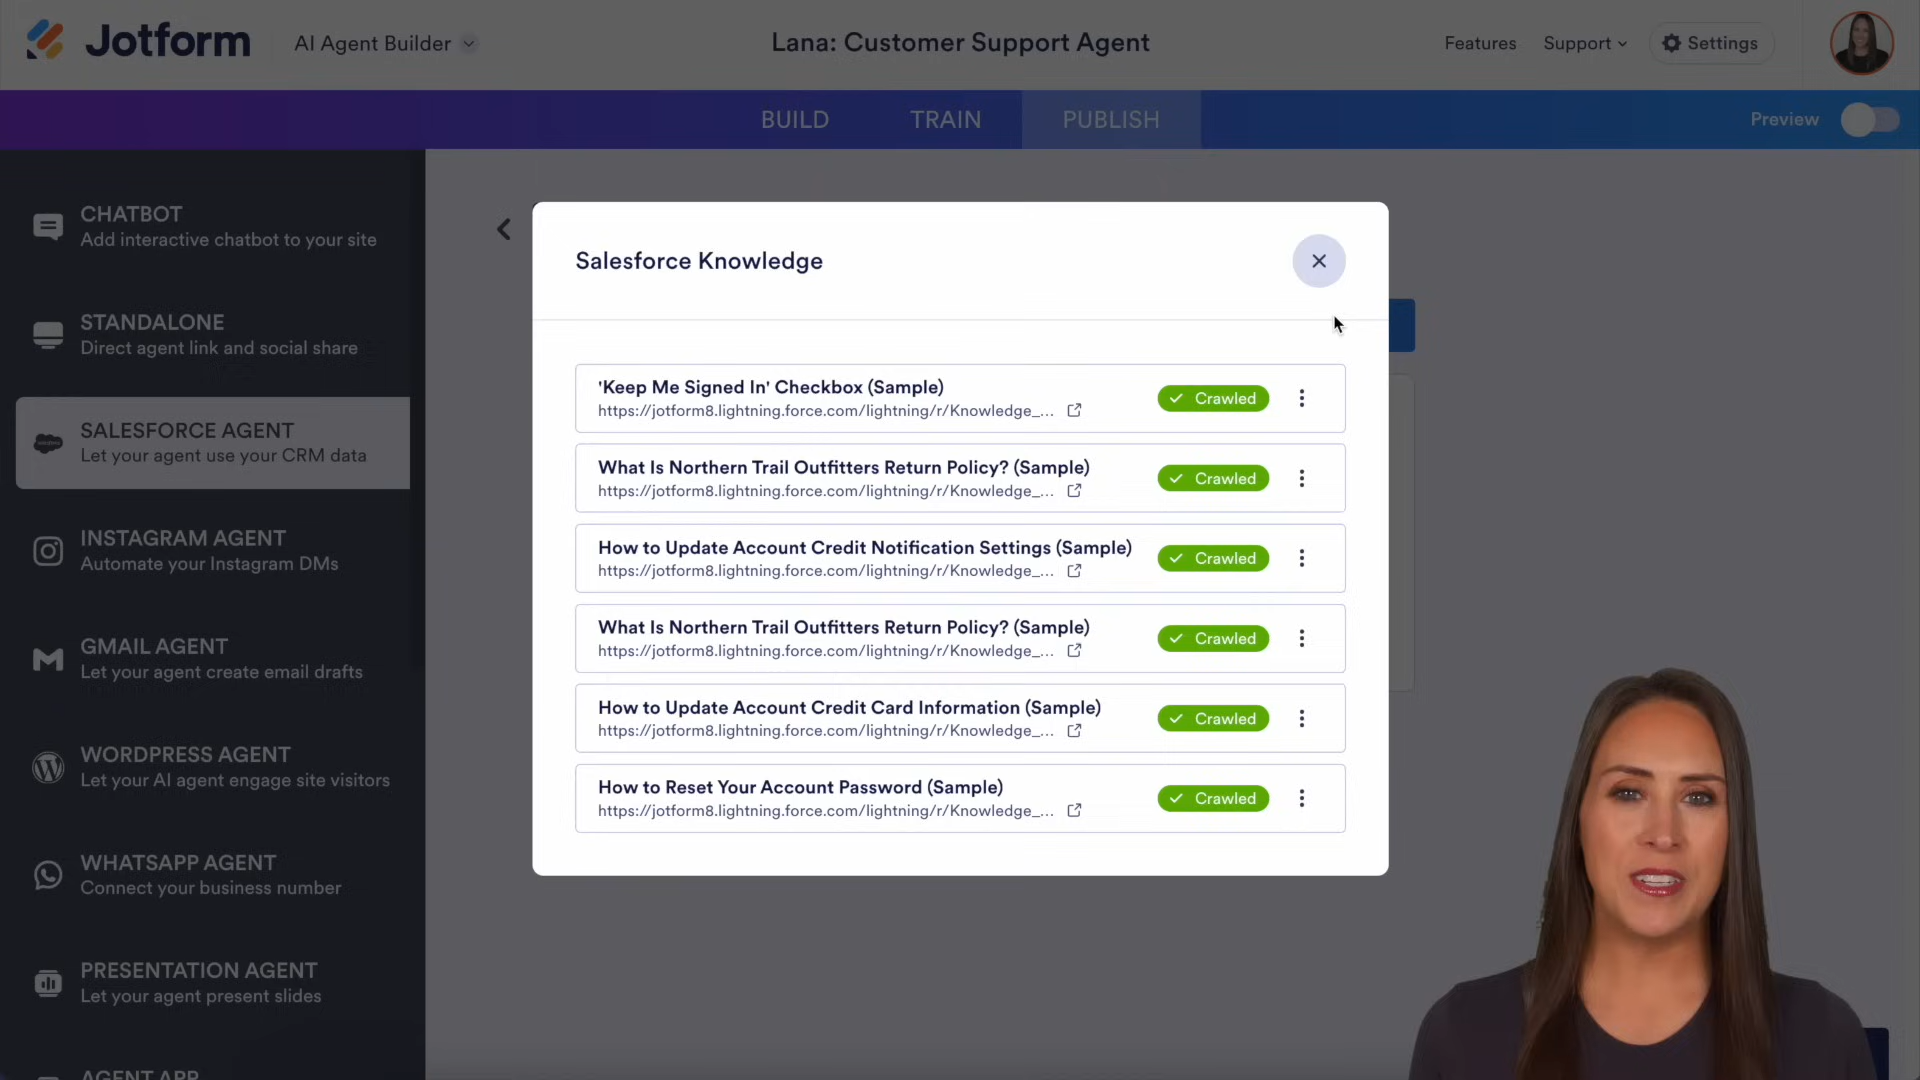 Jotform
AI Agent Builder
Lana: Customer Support Agent
Features
Support
Settings
BUILD
TRAIN
PUBLISH
Preview
CHATBOT
Add interactive chatbot to your site
STANDALONE
Direct agent link and social share
SALESFORCE AGENT
Let your agent use your CRM data
INSTAGRAM AGENT
Automate your Instagram DMs
GMAIL AGENT
Let your agent create email drafts
WORDPRESS AGENT
Let your AI agent engage site visitors
WHATSAPP AGENT
Connect your business number
PRESENTATION AGENT
Let your agent present slides
AGENT APP
Salesforce Knowledge
'Keep Me Signed In' Checkbox (Sample)
https://jotform8.lightning.force.com/lightning/r/Knowledge_...
Crawled
What Is Northern Trail Outfitters Return Policy? (Sample)
https://jotform8.lightning.force.com/lightning/r/Knowledge_...
Crawled
How to Update Account Credit Notification Settings (Sample)
https://jotform8.lightning.force.com/lightning/r/Knowledge_...
Crawled
What Is Northern Trail Outfitters Return Policy? (Sample)
https://jotform8.lightning.force.com/lightning/r/Knowledge_...
Crawled
How to Update Account Credit Card Information (Sample)
https://jotform8.lightning.force.com/lightning/r/Knowledge_...
Crawled
How to Reset Your Account Password (Sample)
https://jotform8.lightning.force.com/lightning/r/Knowledge_...
Crawled